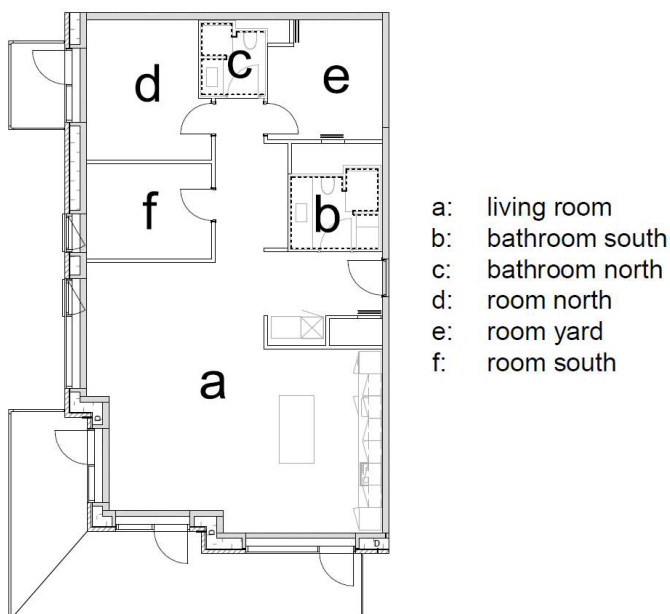 c
d
e
f
b
a
D
D
D
a: living room
b: bathroom south
c: bathroom north
d: room north
e: room yard
f: room south